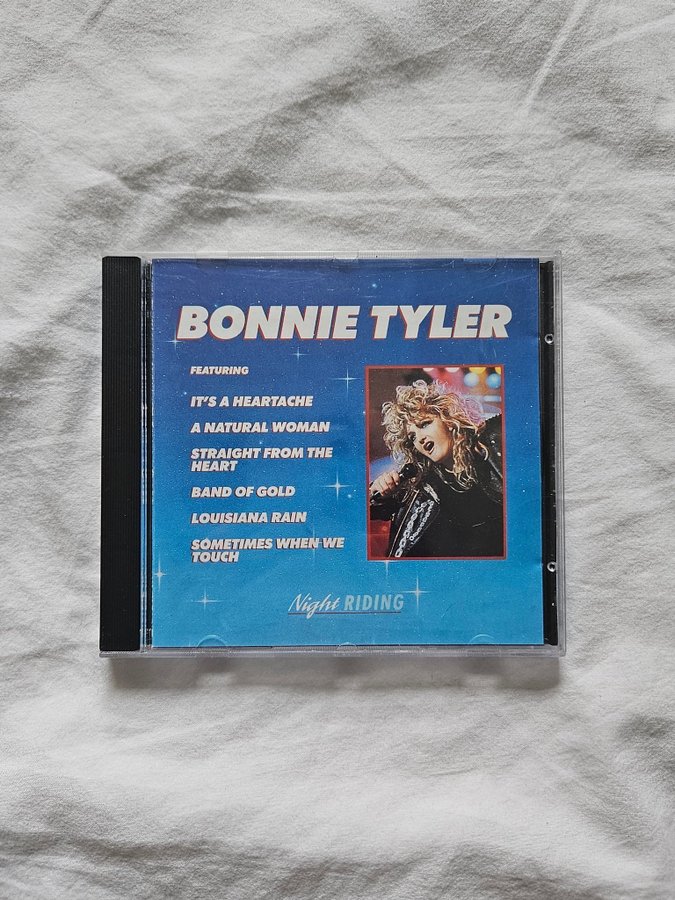 BONNIE TYLER
FEATURING
IT'S A HEARTACHE
A NATURAL WOMAN
STRAIGHT FROM THE
HEART
BAND OF GOLD
LOUISIANA RAIN
SOMETIMES WHEN WE
TOUCH
Night RIDING